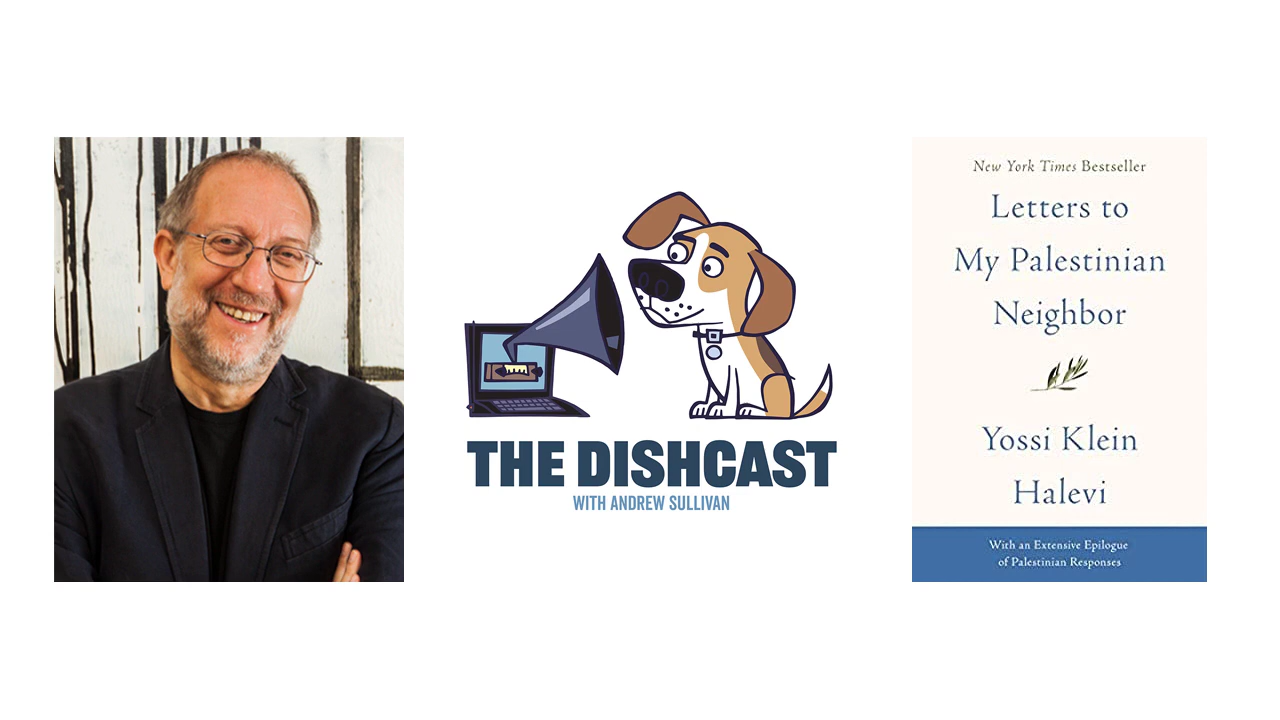 THE DISHCAST
WITH ANDREW SULLIVAN
New York Times Bestseller
Letters to
My Palestinian
Neighbor
Yossi Klein
Halevi
With an Extensive Epilogue
of Palestinian Responses